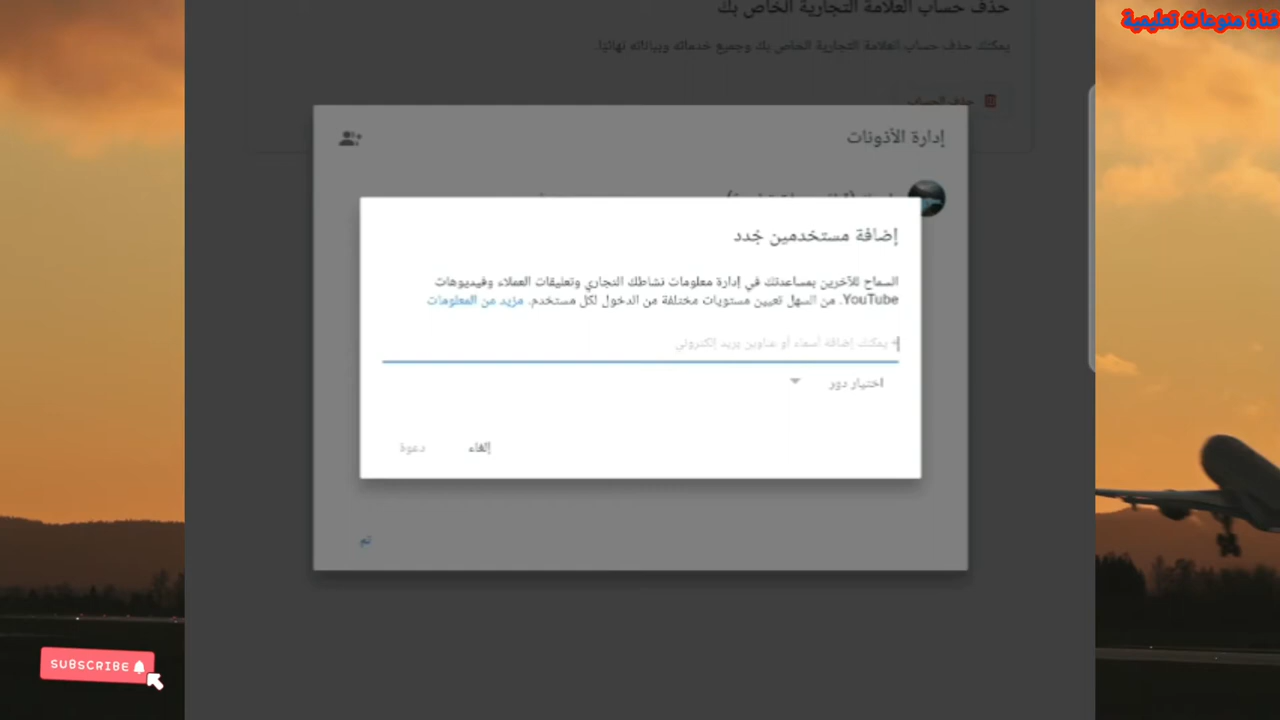 قناة منوعات تعليمية
حذف حساب العلامة التجارية الخاص بك
يمكنك حذف حساب العلامة التجارية الخاص بك وجميع خدماته وبياناته نهائيًا.
حذف الحساب
إدارة الأذونات
إضافة مستخدمين جُدد
السماح للآخرين بمساعدتك في إدارة معلومات نشاطك التجاري وتعليقات العملاء وفيديوهات
YouTube. من السهل تعيين مستويات مختلفة من الدخول لكل مستخدم. مزيد من المعلومات
يمكنك إضافة أسماء أو عناوين بريد إلكتروني
اختيار دور
إلغاء دعوة
تم
SUBSCRIBE